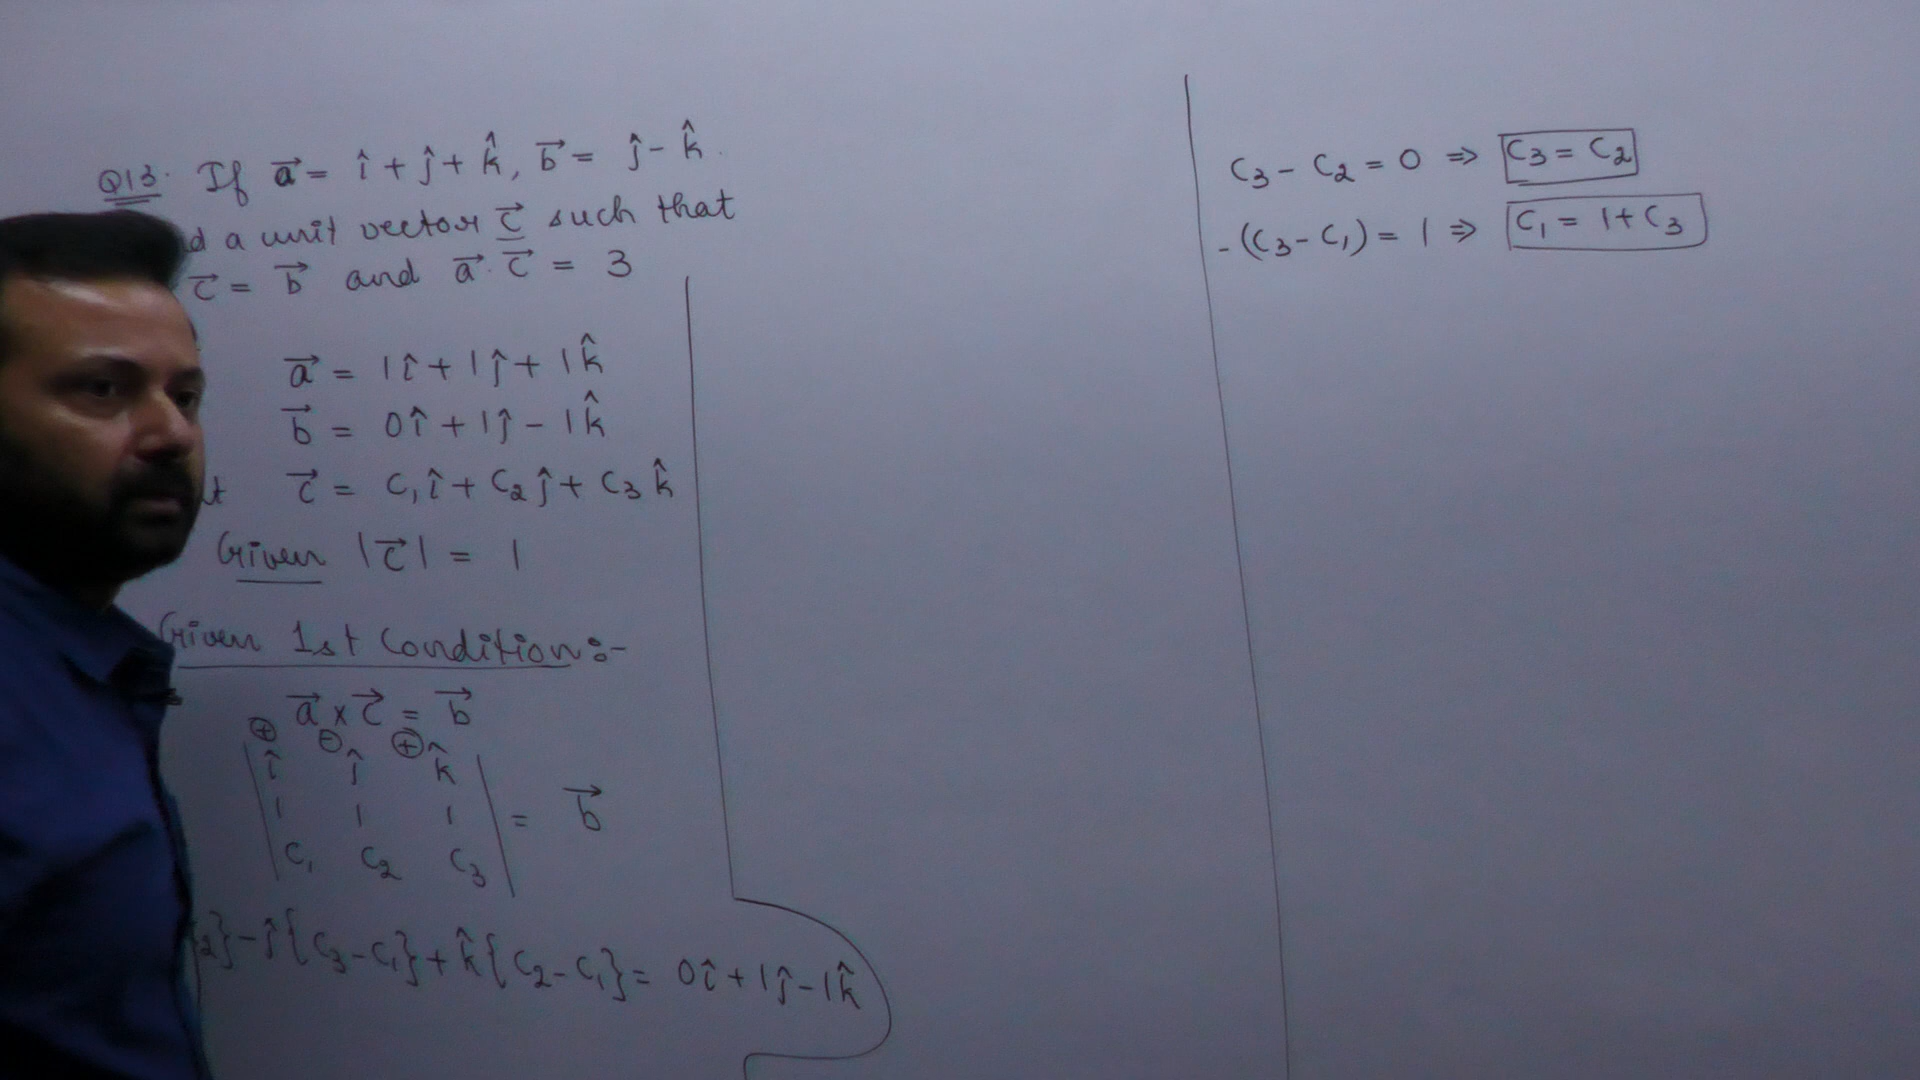 Q13. If a⃗ = î + ĵ + k̂, b⃗ = ĵ - k̂.
d a unit vector c⃗ such that
c⃗ = b⃗ and a⃗. c⃗ = 3
a⃗ = 1î + 1ĵ + 1k̂
b⃗ = 0î + 1ĵ - 1k̂
t c⃗ = c₁î + c₂ĵ + c₃k̂
Given |c⃗| = 1
Given 1st Condition:-
a⃗ × c⃗ = b⃗
⊕ ⊖ ⊕
| î ĵ k̂ |
| 1 1 1 | = b⃗
| c₁ c₂ c₃ |
₂} - ĵ{c₃ - c₁} + k̂{c₂ - c₁} = 0î + 1ĵ - 1k̂
c₃ - c₂ = 0 ⇒ c₃ = c₂
-(c₃ - c₁) = 1 ⇒ c₁ = 1 + c₃